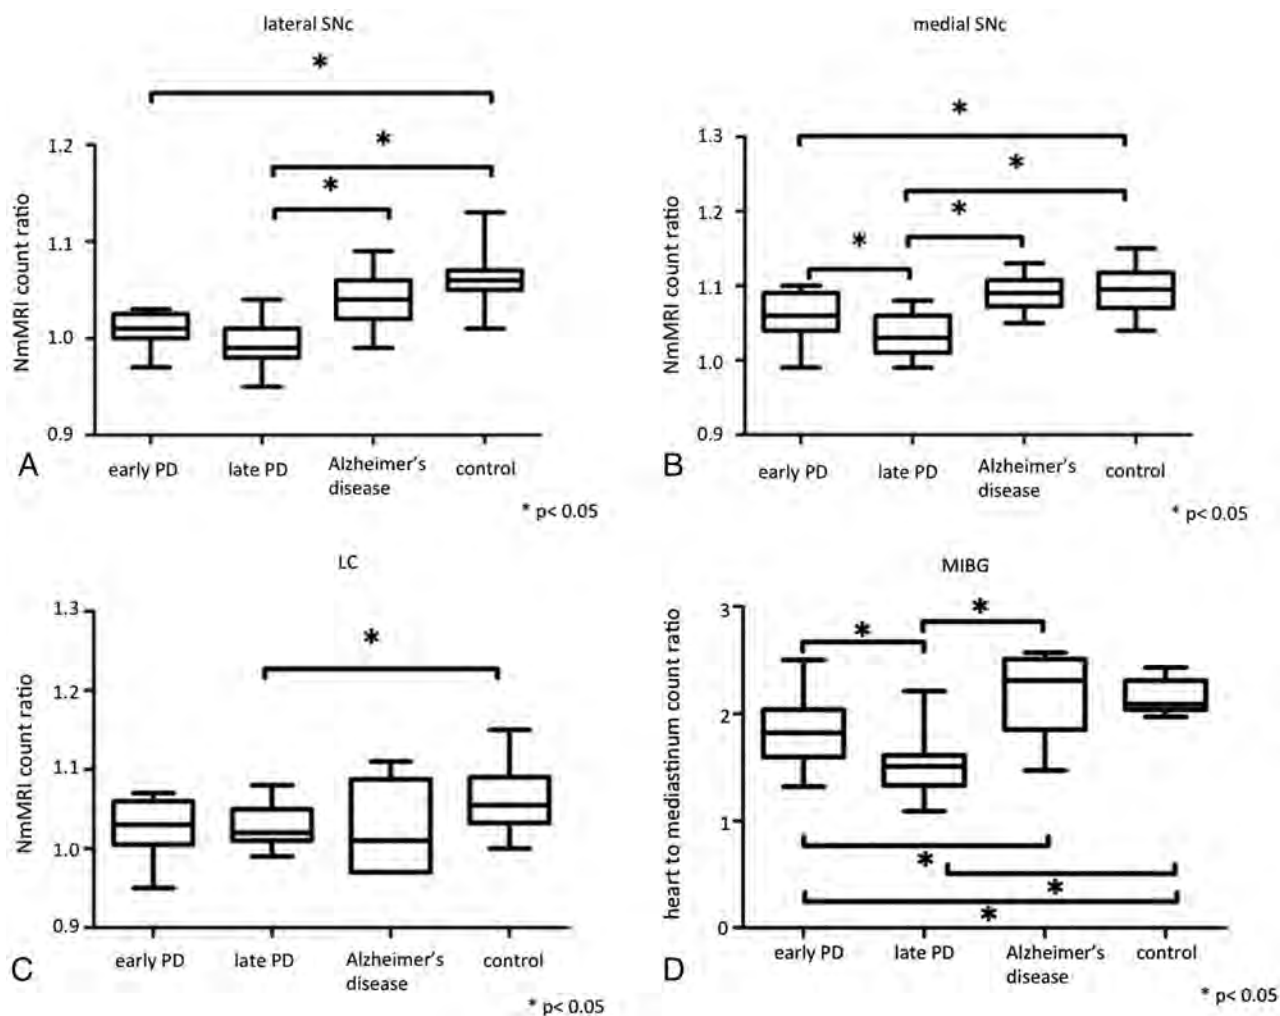 lateral SNc
*
*
*
NmMRI count ratio
1.2
1.1
1.0
0.9
A
early PD
late PD
Alzheimer's
disease
control
* p< 0.05
medial SNc
*
*
*
*
NmMRI count ratio
1.3
1.2
1.1
1.0
0.9
B
early PD
late PD
Alzheimer's
disease
control
* p< 0.05
LC
*
NmMRI count ratio
1.3
1.2
1.1
1.0
0.9
C
early PD
late PD
Alzheimer's
disease
control
* p< 0.05
MIBG
*
*
heart to mediastinum count ratio
3
2
1
0
*
*
*
D
early PD
late PD
Alzheimer's
disease
control
* p< 0.05